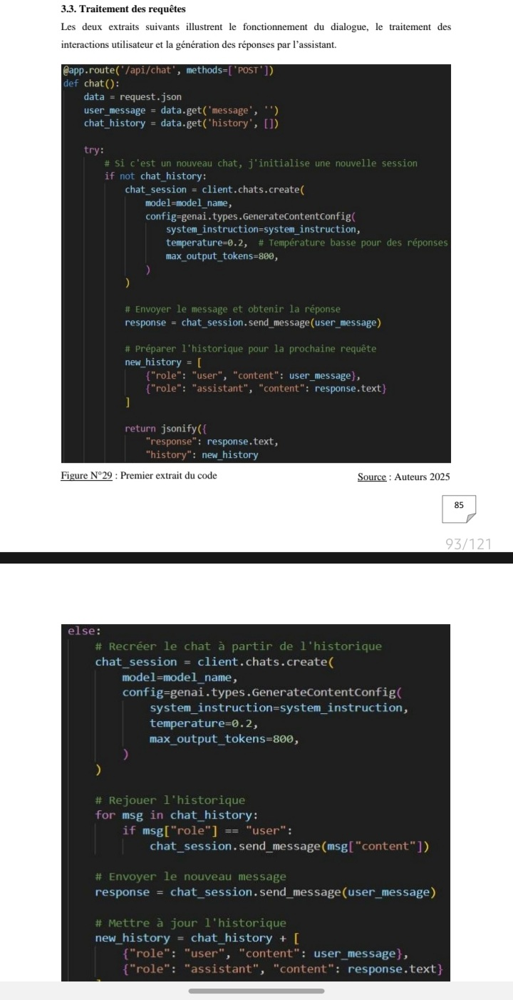 3.3. Traitement des requêtes
Les deux extraits suivants illustrent le fonctionnement du dialogue, le traitement des
interactions utilisateur et la génération des réponses par l'assistant.
@app.route('/api/chat', methods=['POST'])
def chat():
    data = request.json
    user_message = data.get('message', '')
    chat_history = data.get('history', [])

    try:
        # Si c'est un nouveau chat, j'initialise une nouvelle session
        if not chat_history:
            chat_session = client.chats.create(
                model=model_name,
                config=genai.types.GenerateContentConfig(
                    system_instruction=system_instruction,
                    temperature=0.2,  # Température basse pour des réponses
                    max_output_tokens=800,
                )
            )

            # Envoyer le message et obtenir la réponse
            response = chat_session.send_message(user_message)

            # Préparer l'historique pour la prochaine requête
            new_history = [
                {"role": "user", "content": user_message},
                {"role": "assistant", "content": response.text}
            ]

            return jsonify({
                "response": response.text,
                "history": new_history
Figure N°29 : Premier extrait du code Source : Auteurs 2025
85
93/121
else:
    # Recréer le chat à partir de l'historique
    chat_session = client.chats.create(
        model=model_name,
        config=genai.types.GenerateContentConfig(
            system_instruction=system_instruction,
            temperature=0.2,
            max_output_tokens=800,
        )
    )

    # Rejouer l'historique
    for msg in chat_history:
        if msg["role"] == "user":
            chat_session.send_message(msg["content"])

    # Envoyer le nouveau message
    response = chat_session.send_message(user_message)

    # Mettre à jour l'historique
    new_history = chat_history + [
        {"role": "user", "content": user_message},
        {"role": "assistant", "content": response.text}